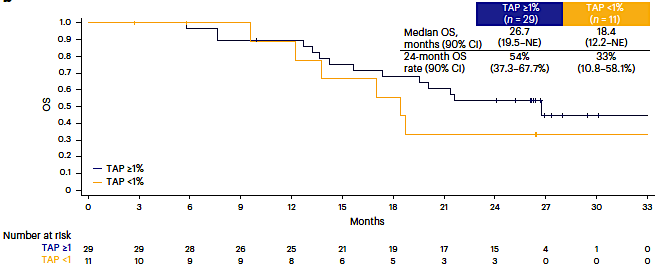 TAP ≥1% TAP <1%
(n = 29) (n = 11)
Median OS, 26.7 18.4
months (90% CI) (19.5–NE) (12.2–NE)
24-month OS 54% 33%
rate (90% CI) (37.3–67.7%) (10.8–58.1%)
1.0
0.9
0.8
0.7
0.6
0.5
0.4
0.3
0.2
0.1
0
OS
TAP ≥1%
TAP <1%
0 3 6 9 12 15 18 21 24 27 30 33
Months
Number at risk
TAP ≥1 29 29 28 26 25 21 19 17 15 4 1 0
TAP <1 11 10 9 9 8 6 5 3 3 0 0 0